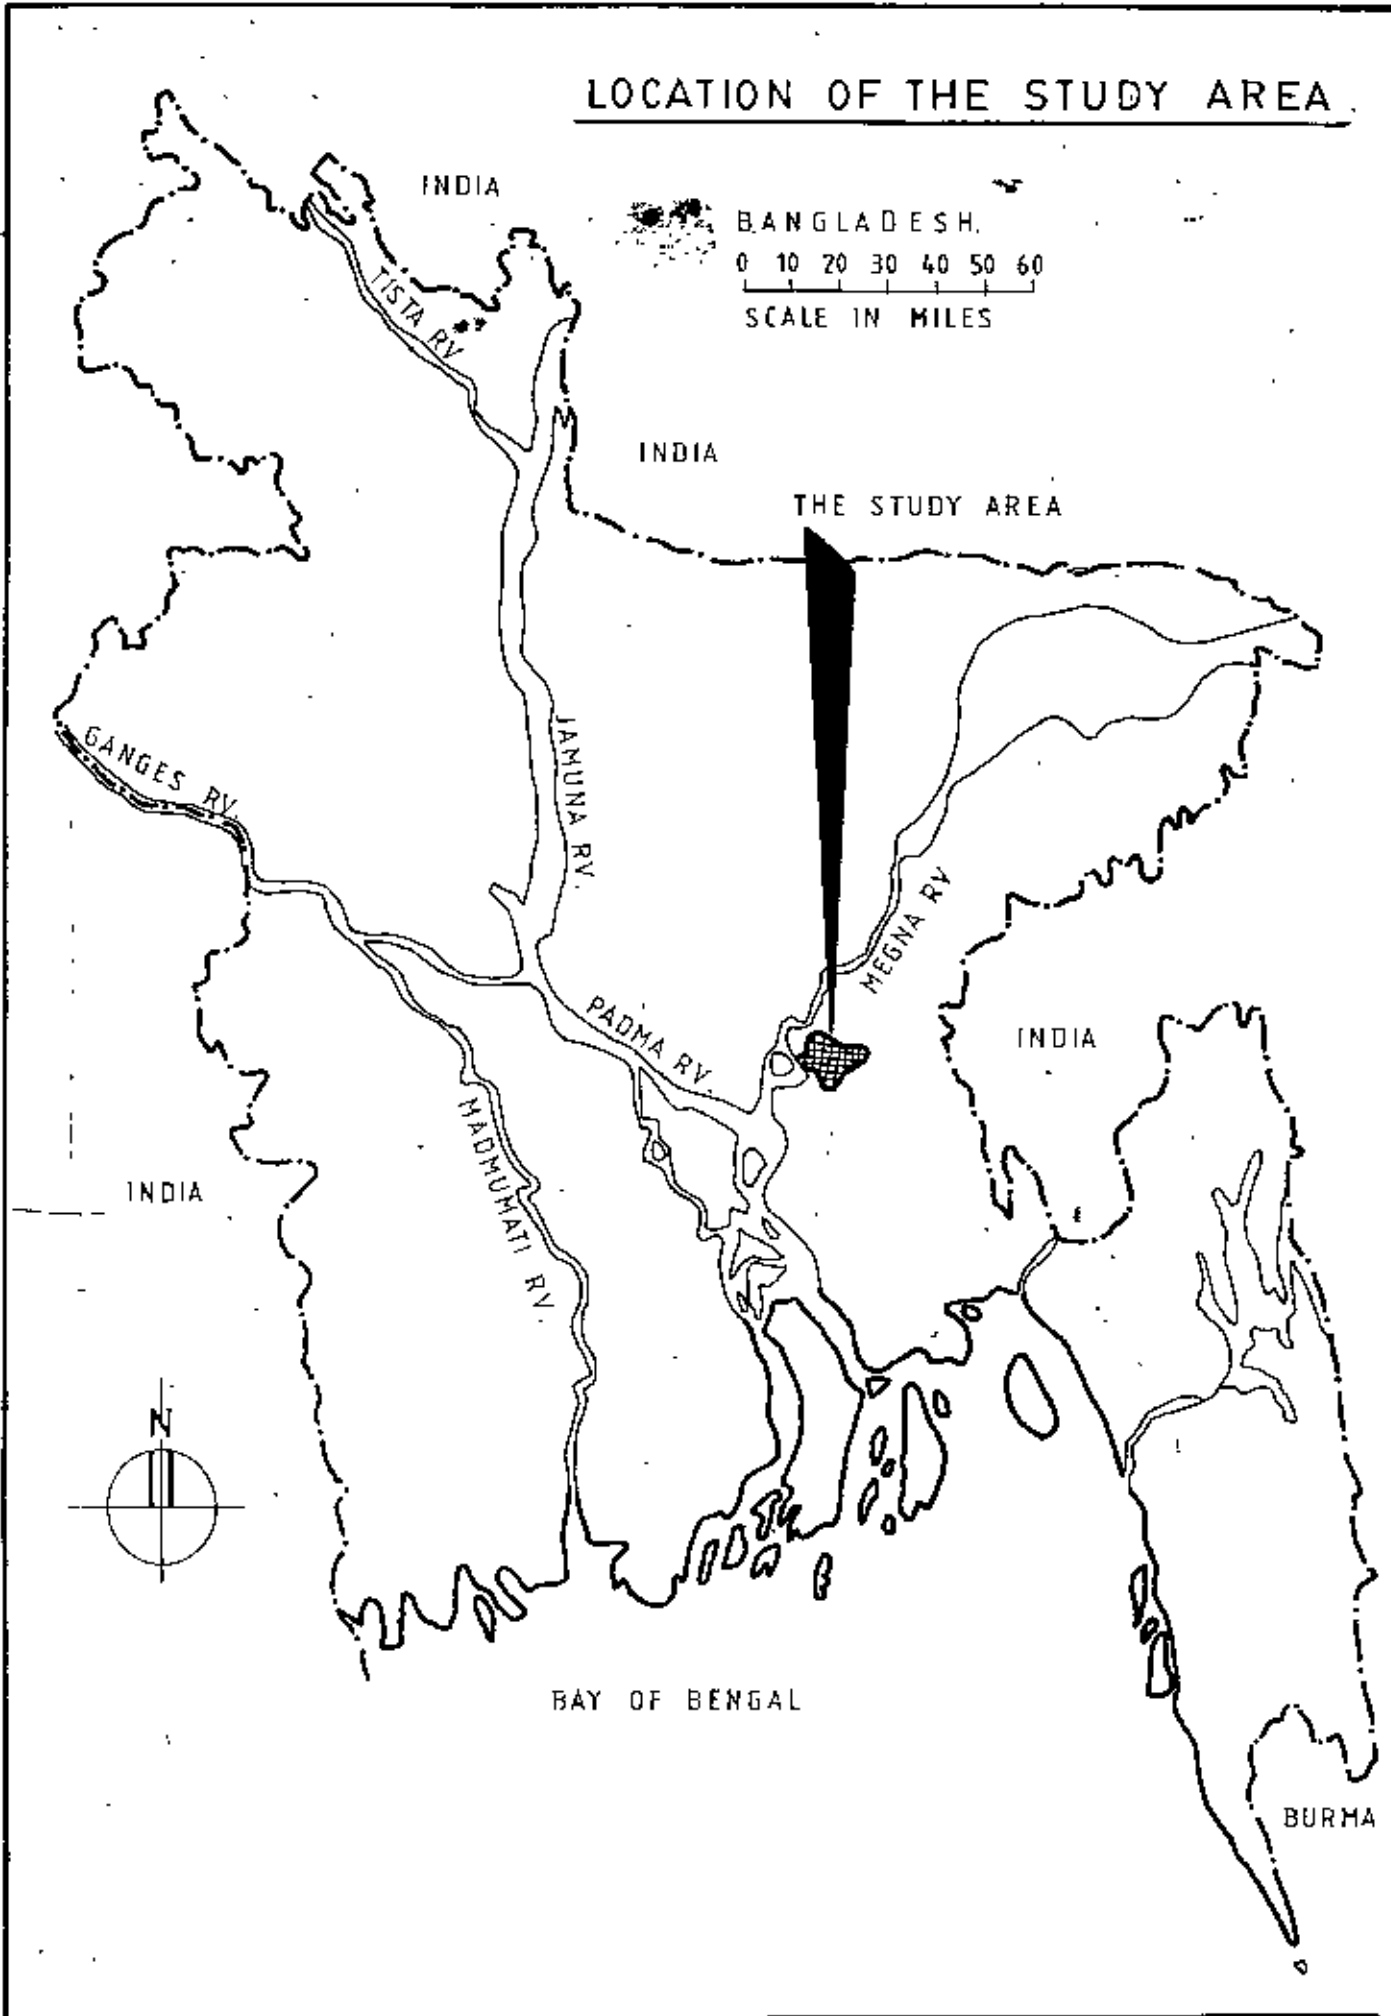 LOCATION OF THE STUDY AREA
INDIA
BANGLADESH.
0 10 20 30 40 50 60
SCALE IN MILES
TISTA RV
INDIA
THE STUDY AREA
GANGES RV.
JAMUNA RV.
MEGNA RV
PADMA RV.
INDIA
MADMUMATI RV
INDIA
N
BAY OF BENGAL
BURMA